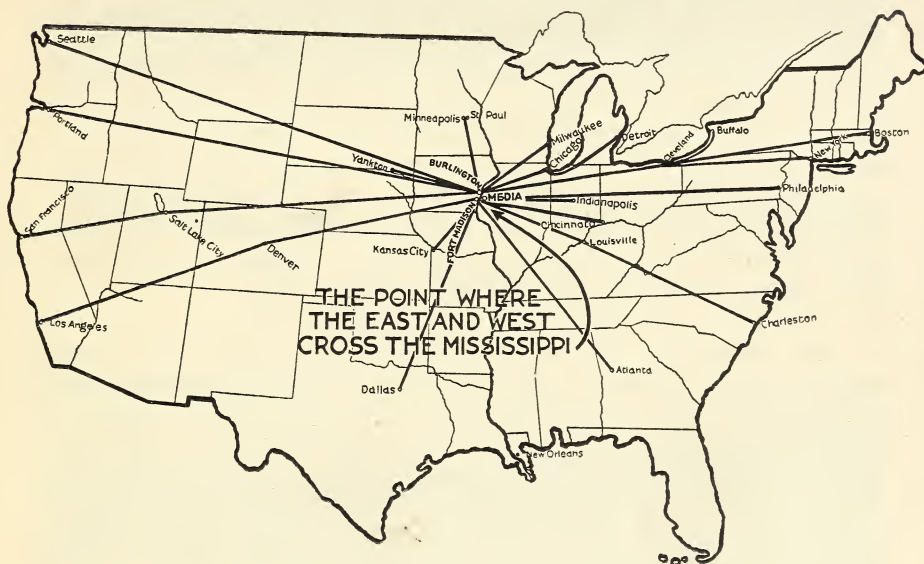 Seattle
Portland
Minneapolis
St Paul
Milwaukee
Chicago
Detroit
Cleveland
Buffalo
New York
Boston
Yankton
BURLINGTON
MEDIA
FORT MADISON
Indianapolis
Philadelphia
San Francisco
Salt Lake City
Denver
Kansas City
Cincinnati
Louisville
THE POINT WHERE
THE EAST AND WEST
CROSS THE MISSISSIPPI
Los Angeles
Charleston
Dallas
Atlanta
New Orleans